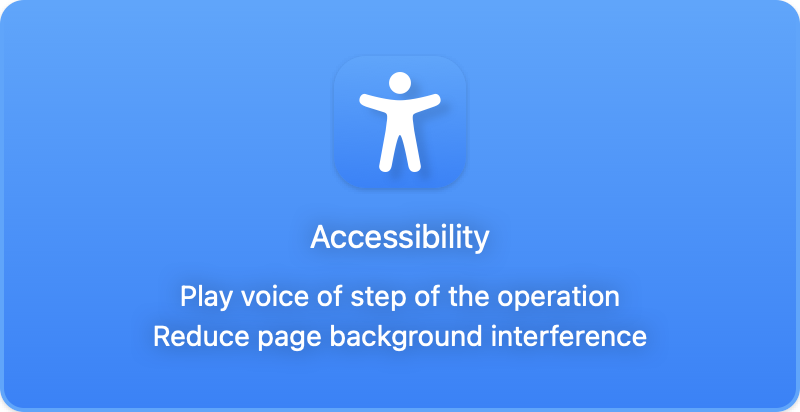 Accessibility
Play voice of step of the operation
Reduce page background interference